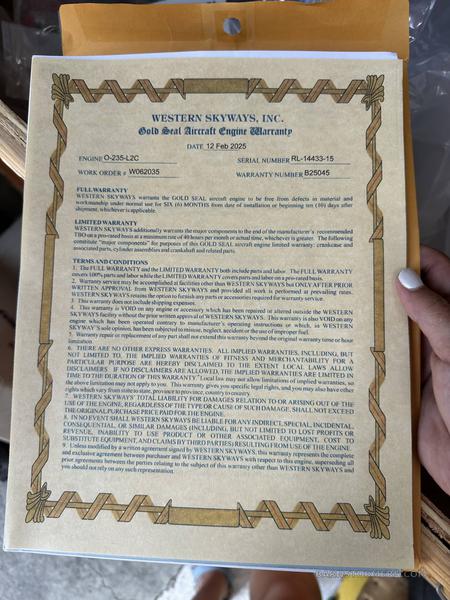 WESTERN SKYWAYS, INC.
Gold Seal Aircraft Engine Warranty
DATE 12 Feb 2025
ENGINE O-235-L2C SERIAL NUMBER RL-14433-15
WORK ORDER # W062035 WARRANTY NUMBER B25045
FULL WARRANTY
WESTERN SKYWAYS warrants the GOLD SEAL aircraft engine to be free from defects in material and
workmanship under normal use for SIX (6) MONTHS from date of installation or beginning ten (10) days after
shipment, whichever is applicable.
LIMITED WARRANTY
WESTERN SKYWAYS additionally warrants the major components to the end of the manufacturer's recommended
TBO on a pro-rated basis at a minimum rate of 40 hours per month or actual time, whichever is greater. The following
constitute "major components" for purposes of this GOLD SEAL aircraft engine limited warranty: crankcase and
associated parts, cylinder assemblies and crankshaft and related parts.
TERMS AND CONDITIONS
1. The FULL WARRANTY and the LIMITED WARRANTY both include parts and labor. The FULL WARRANTY
covers 100% parts and labor while the LIMITED WARRANTY covers parts and labor on a pro-rated basis.
2. Warranty service may be accomplished at facilities other than WESTERN SKYWAYS but ONLY AFTER PRIOR
WRITTEN APPROVAL from WESTERN SKYWAYS and provided all work is performed at prevailing rates.
WESTERN SKYWAYS retains the option to furnish any parts or accessories required for warranty service.
3. This warranty does not include shipping expenses.
4. This warranty is VOID on any engine or accessory which has been repaired or altered outside the WESTERN
SKYWAYS facility without the prior written approval of WESTERN SKYWAYS. This warranty is also VOID on any
engine which has been operated contrary to manufacturer's operating instructions or which, in WESTERN
SKYWAY'S sole opinion, has been subjected to misuse, neglect, accident or the use of improper fuel.
5. Warranty repair or replacement of any part shall not extend this warranty beyond the original warranty time or hour
limitation.
6. THERE ARE NO OTHER EXPRESS WARRANTIES. ALL IMPLIED WARRANTIES, INCLUDING, BUT
NOT LIMITED TO, THE IMPLIED WARRANTIES OF FITNESS AND MERCHANTABILITY FOR A
PARTICULAR PURPOSE ARE HEREBY DISCLAIMED TO THE EXTENT LOCAL LAWS ALLOW
DISCLAIMERS. IF NO DISCLAIMERS ARE ALLOWED, THE IMPLIED WARRANTIES ARE LIMITED IN
TIME TO THE DURATION OF THIS WARRANTY. Local law may not allow limitations of implied warranties, so
the above limitation may not apply to you. This warranty gives you specific legal rights, and you may also have other
rights which vary from state to state, province to province, country to country.
7. WESTERN SKYWAYS' TOTAL LIABILITY FOR DAMAGES RELATION TO OR ARISING OUT OF THE
USE OF THE ENGINE, REGARDLESS OF THE TYPE OR CAUSE OF SUCH DAMAGE, SHALL NOT EXCEED
THE ORIGINAL PURCHASE PRICE PAID FOR THE ENGINE.
8. IN NO EVENT SHALL WESTERN SKYWAYS BE LIABLE FOR ANY INDIRECT, SPECIAL, INCIDENTAL,
CONSEQUENTIAL, OR SIMILAR DAMAGES (INCLUDING, BUT NOT LIMITED TO LOST PROFITS OR
REVENUE, INABILITY TO USE PRODUCT OR OTHER ASSOCIATED EQUIPMENT, COST TO
SUBSTITUTE EQUIPMENT, AND CLAIMS BY THIRD PARTIES) RESULTING FROM USE OF THE ENGINE.
9. Unless modified by a written agreement signed by WESTERN SKYWAYS, this warranty represents the complete
and exclusive agreement between purchaser and WESTERN SKYWAYS with respect to this engine, superseding all
prior agreements between the parties relating to the subject of this warranty other than WESTERN SKYWAYS and
you should not rely on any such representation.